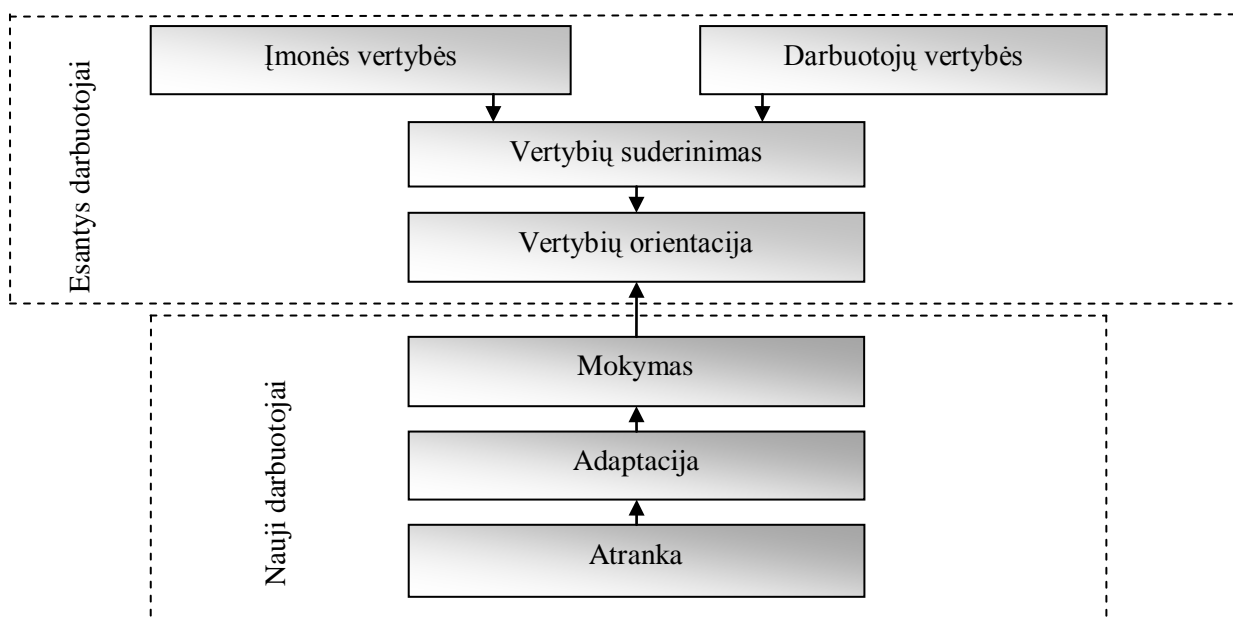 Esantys darbuotojai
Įmonės vertybės
Darbuotojų vertybės
Vertybių suderinimas
Vertybių orientacija
Nauji darbuotojai
Mokymas
Adaptacija
Atranka